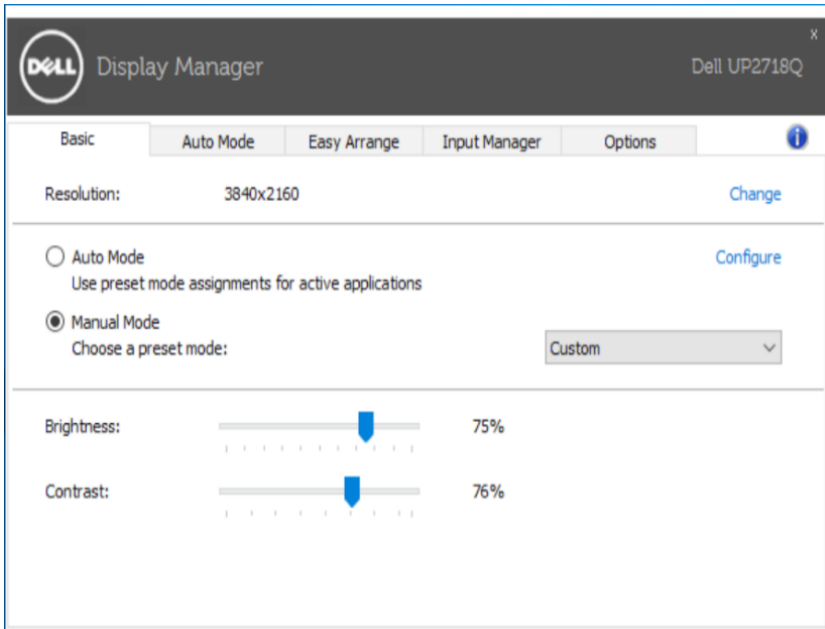 DELL Display Manager Dell UP2718Q X
Basic Auto Mode Easy Arrange Input Manager Options i
Resolution: 3840x2160 Change
Auto Mode Configure
Use preset mode assignments for active applications
Manual Mode
Choose a preset mode: Custom
Brightness: 75%
Contrast: 76%